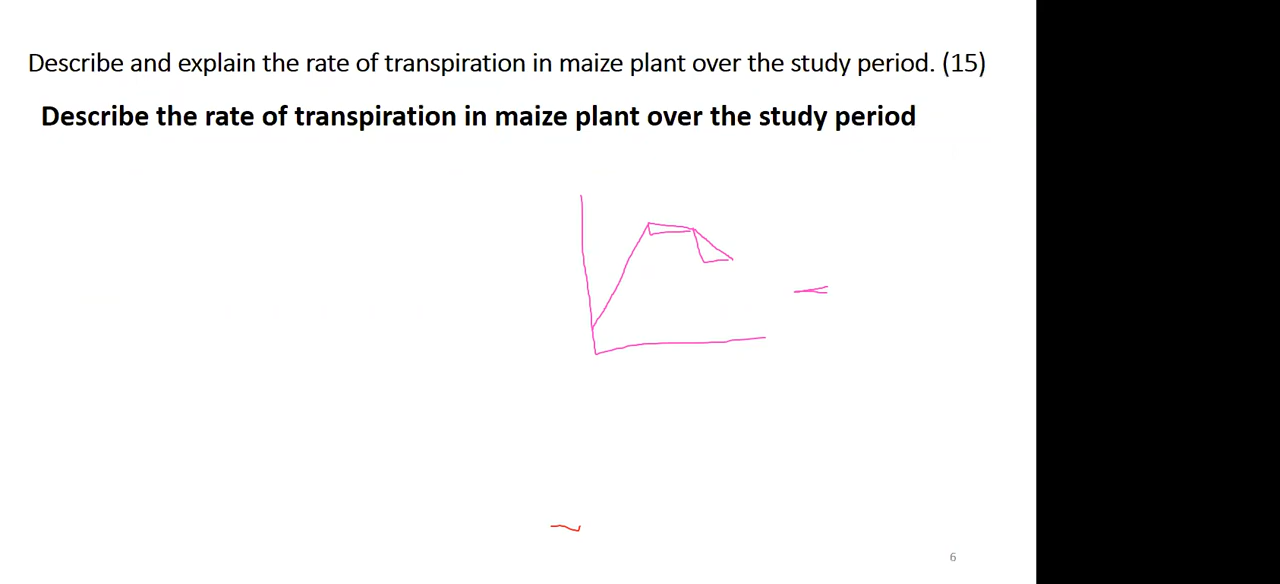 Describe and explain the rate of transpiration in maize plant over the study period. (15)
Describe the rate of transpiration in maize plant over the study period
6